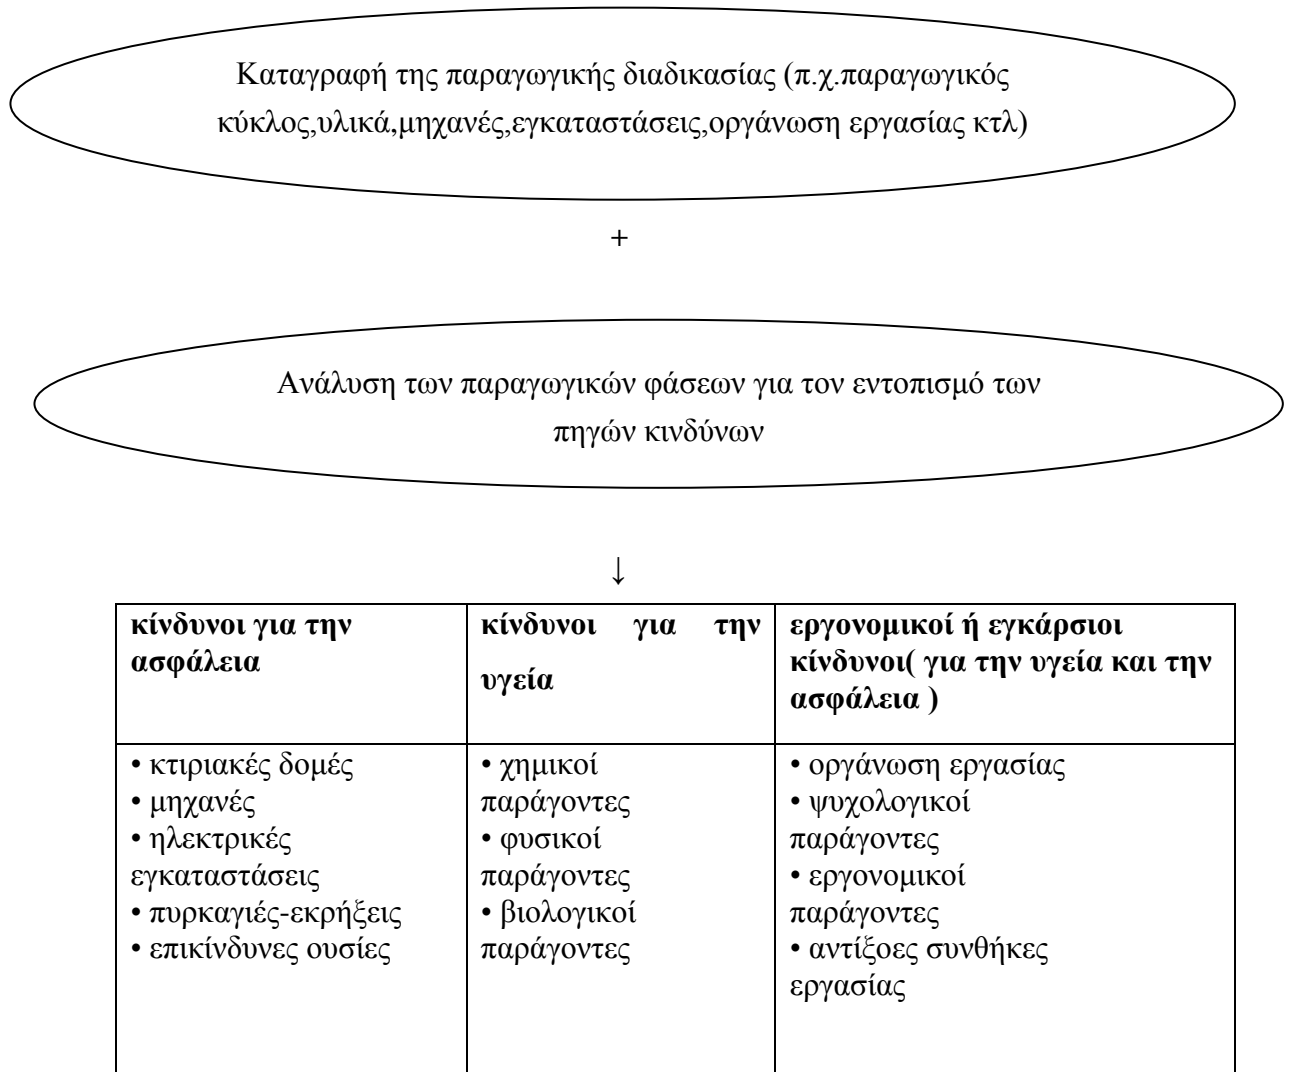 Καταγραφή της παραγωγικής διαδικασίας (π.χ.παραγωγικός
κύκλος,υλικά,μηχανές,εγκαταστάσεις,οργάνωση εργασίας κτλ)
+
Ανάλυση των παραγωγικών φάσεων για τον εντοπισμό των
πηγών κινδύνων
↓
κίνδυνοι για την
ασφάλεια
κίνδυνοι για την
υγεία
εργονομικοί ή εγκάρσιοι
κίνδυνοι( για την υγεία και την
ασφάλεια )
• κτιριακές δομές
• μηχανές
• ηλεκτρικές
εγκαταστάσεις
• πυρκαγιές-εκρήξεις
• επικίνδυνες ουσίες
• χημικοί
παράγοντες
• φυσικοί
παράγοντες
• βιολογικοί
παράγοντες
• οργάνωση εργασίας
• ψυχολογικοί
παράγοντες
• εργονομικοί
παράγοντες
• αντίξοες συνθήκες
εργασίας